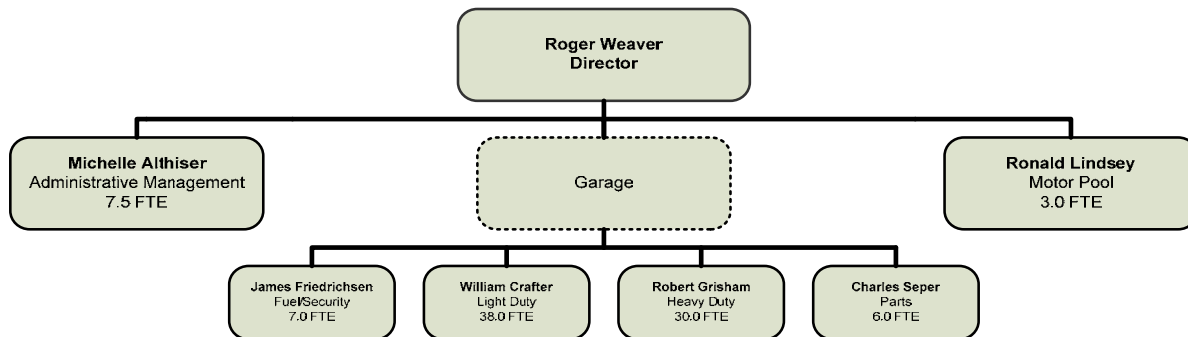 Roger Weaver
Director
Michelle Althiser
Administrative Management
7.5 FTE
Garage
Ronald Lindsey
Motor Pool
3.0 FTE
James Friedrichsen
Fuel/Security
7.0 FTE
William Crafter
Light Duty
38.0 FTE
Robert Grisham
Heavy Duty
30.0 FTE
Charles Seper
Parts
6.0 FTE